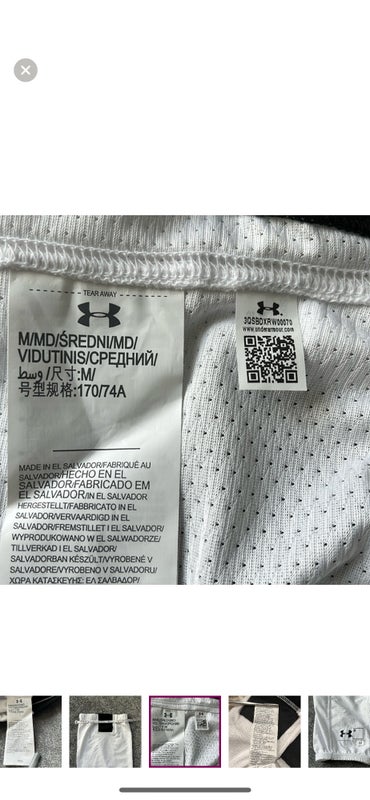 TEAR AWAY
M/MD/ŚREDNI/MD/
VIDUTINIS/СРЕДНИЙ/
وسط/尺寸:M/
号型规格:170/74A
MADE IN EL SALVADOR/FABRIQUÉ AU
SALVADOR/HECHO EN EL
SALVADOR/FABRICADO EM
EL SALVADOR/IN EL SALVADOR
HERGESTELLT/FABBRICATO IN EL
SALVADOR/VERVAARDIGD IN EL
SALVADOR/FREMSTILLET I EL SALVADOR/
WYPRODUKOWANO W EL SALWADORZE/
TILLVERKAD I EL SALVADOR/
SALVADORBAN KÉSZÜLT/VYROBENÉ V
SALVADORE/VYROBENO V SALVADORU/
ΧΩΡΑ ΚΑΤΑΣΚΕΥΗΣ: ΕΛ ΣΑΛΒΑΔΟΡ/
3QSBDXRW00070
www.underarmour.com